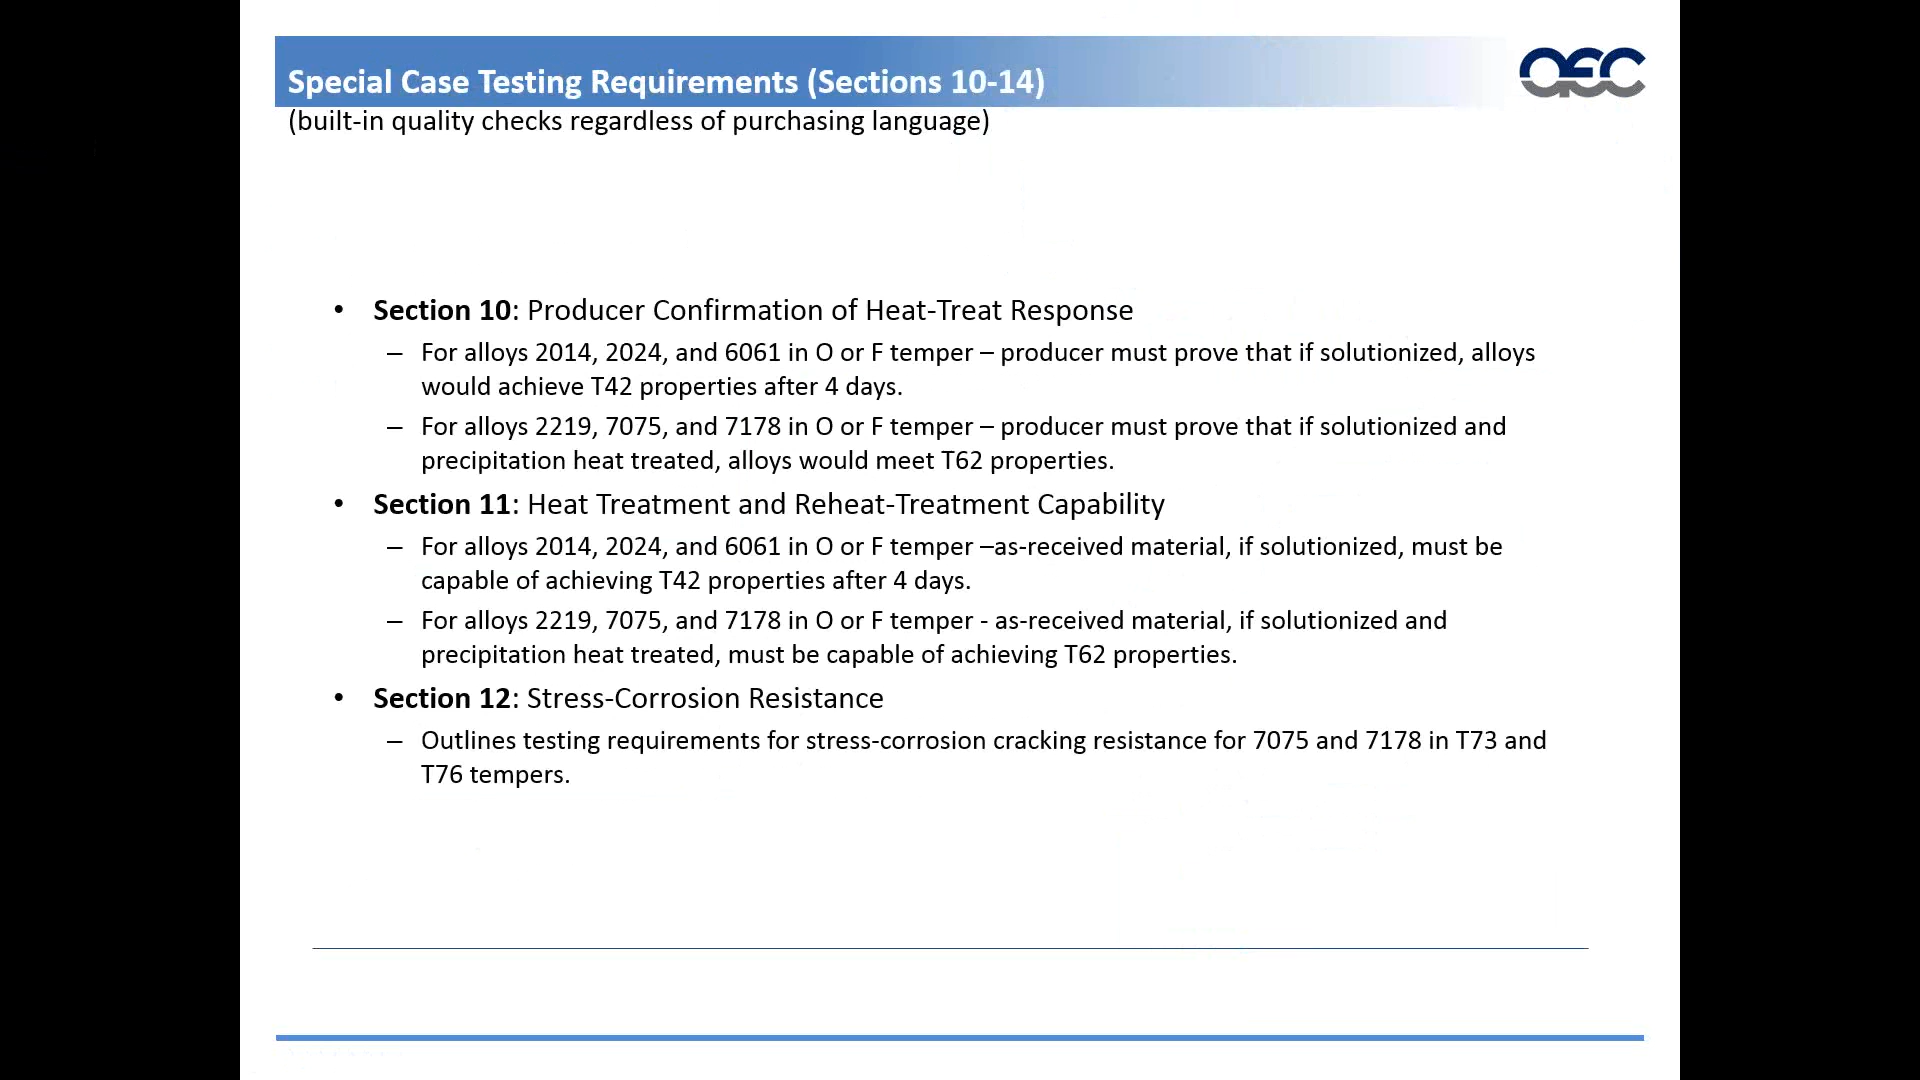 Special Case Testing Requirements (Sections 10-14)
AEC
(built-in quality checks regardless of purchasing language)
• Section 10: Producer Confirmation of Heat-Treat Response
– For alloys 2014, 2024, and 6061 in O or F temper – producer must prove that if solutionized, alloys
would achieve T42 properties after 4 days.
– For alloys 2219, 7075, and 7178 in O or F temper – producer must prove that if solutionized and
precipitation heat treated, alloys would meet T62 properties.
• Section 11: Heat Treatment and Reheat-Treatment Capability
– For alloys 2014, 2024, and 6061 in O or F temper –as-received material, if solutionized, must be
capable of achieving T42 properties after 4 days.
– For alloys 2219, 7075, and 7178 in O or F temper - as-received material, if solutionized and
precipitation heat treated, must be capable of achieving T62 properties.
• Section 12: Stress-Corrosion Resistance
– Outlines testing requirements for stress-corrosion cracking resistance for 7075 and 7178 in T73 and
T76 tempers.